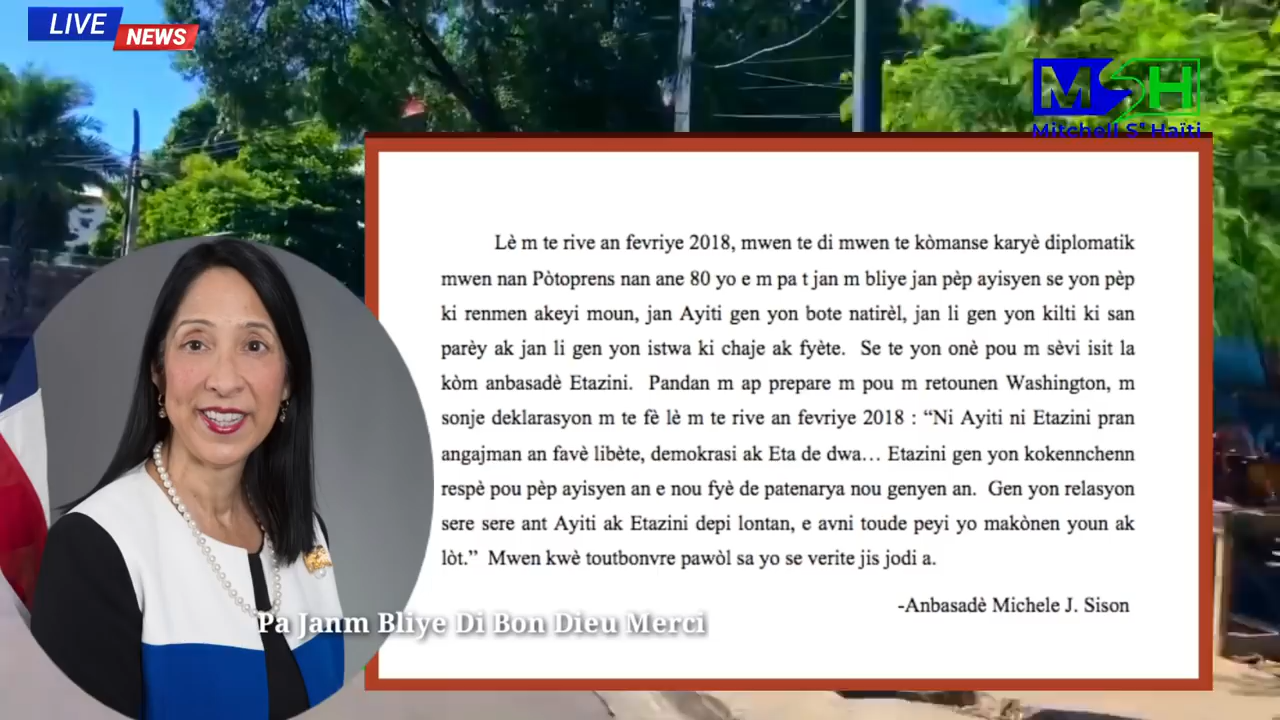 LIVE
NEWS
MSH
Mitchell S* Haïti
Lè m te rive an fevriye 2018, mwen te di mwen te kòmanse karyè diplomatik
mwen nan Pòtoprens nan ane 80 yo e m pa t jan m bliye jan pèp ayisyen se yon pèp
ki renmen akeyi moun, jan Ayiti gen yon bote natirèl, jan li gen yon kilti ki san
parèy ak jan li gen yon istwa ki chaje ak fyète. Se te yon onè pou m sèvi isit la
kòm anbasadè Etazini. Pandan m ap prepare m pou m retounen Washington, m
sonje deklarasyon m te fè lè m te rive an fevriye 2018 : “Ni Ayiti ni Etazini pran
angajman an favè libète, demokrasi ak Eta de dwa… Etazini gen yon kokennchenn
respè pou pèp ayisyen an e nou fyè de patenarya nou genyen an. Gen yon relasyon
sere sere ant Ayiti ak Etazini depi lontan, e avni toude peyi yo makònen youn ak
lòt.” Mwen kwè toutbonvre pawòl sa yo se verite jis jodi a.
-Anbasadè Michele J. Sison
Pa Janm Bliye Di Bon Dieu Merci